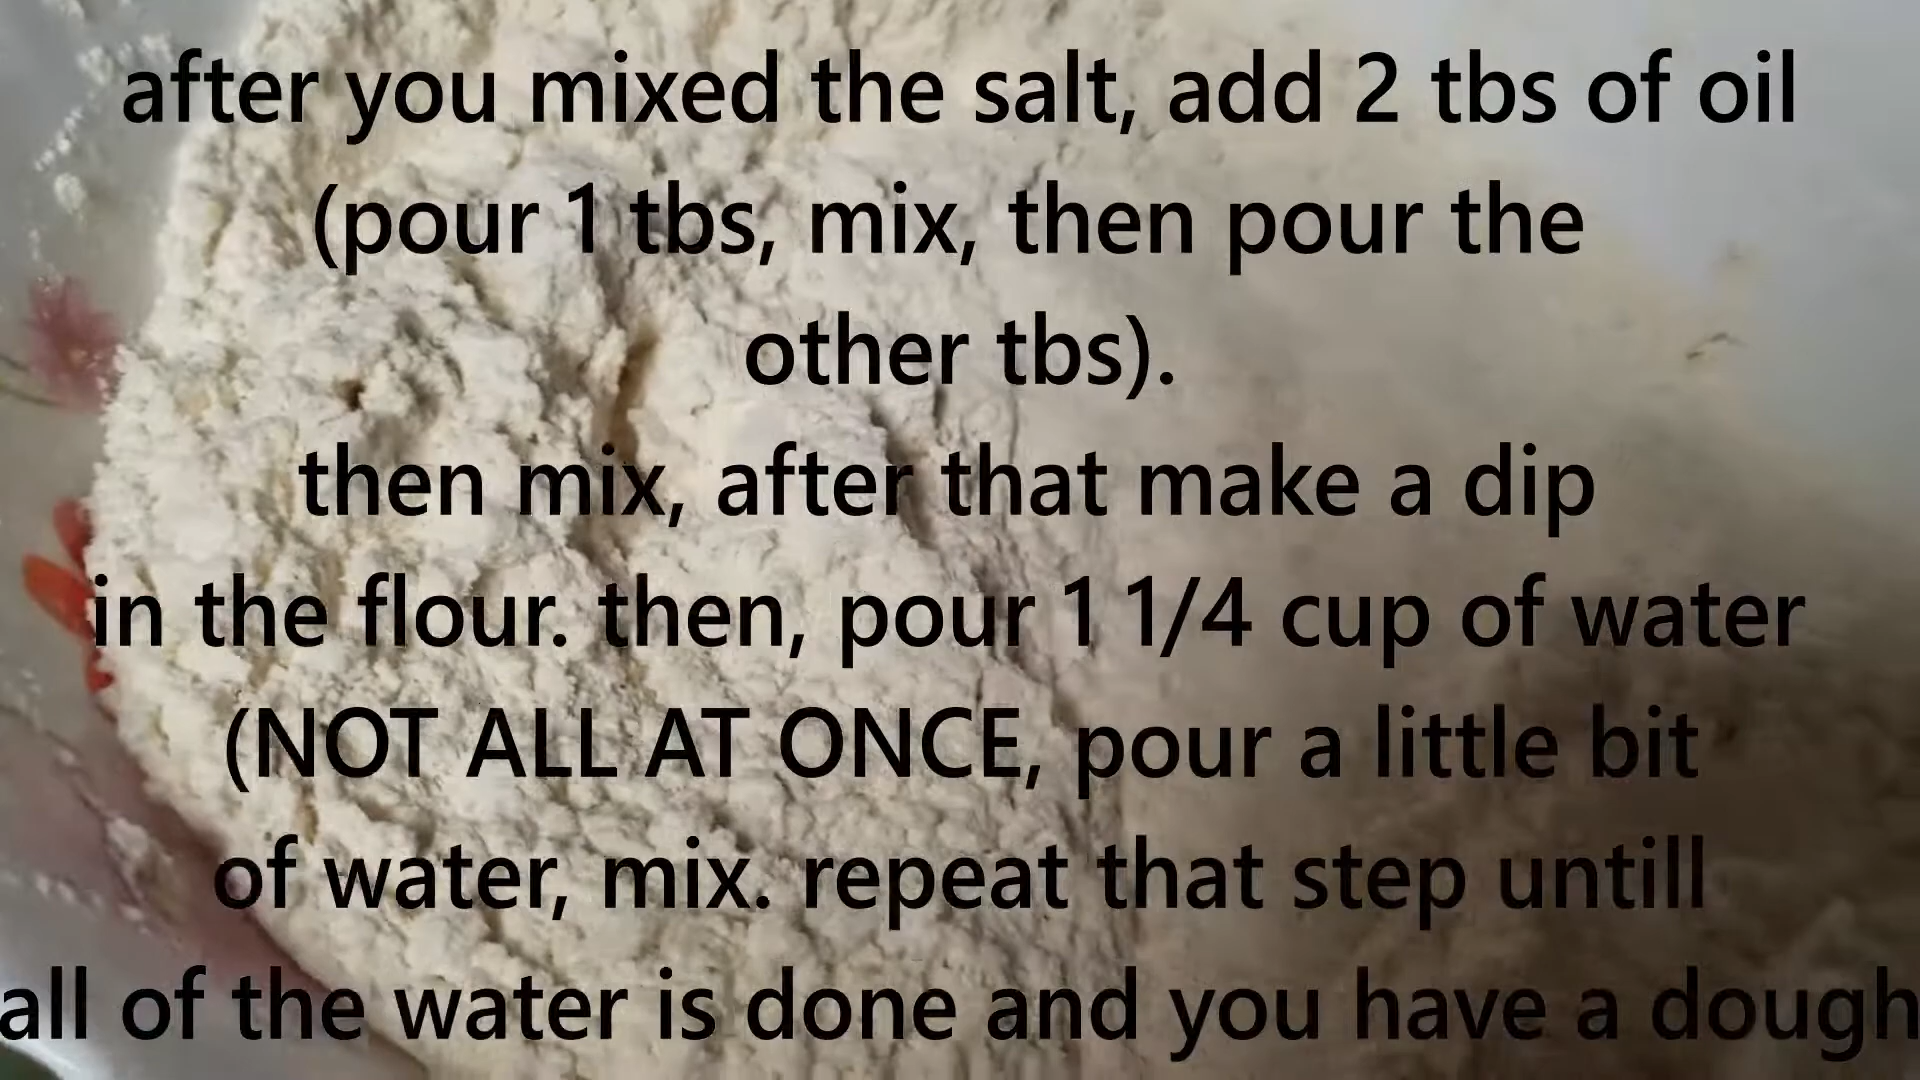 after you mixed the salt, add 2 tbs of oil
(pour 1 tbs, mix, then pour the
other tbs).
then mix, after that make a dip
in the flour. then, pour 1 1/4 cup of water
(NOT ALL AT ONCE, pour a little bit
of water, mix. repeat that step untill
all of the water is done and you have a dough